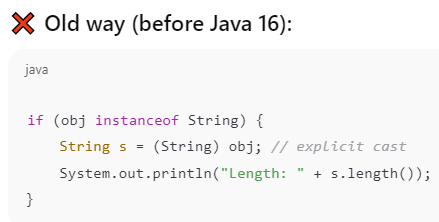 ❌ Old way (before Java 16):
java
if (obj instanceof String) {
    String s = (String) obj; // explicit cast
    System.out.println("Length: " + s.length());
}